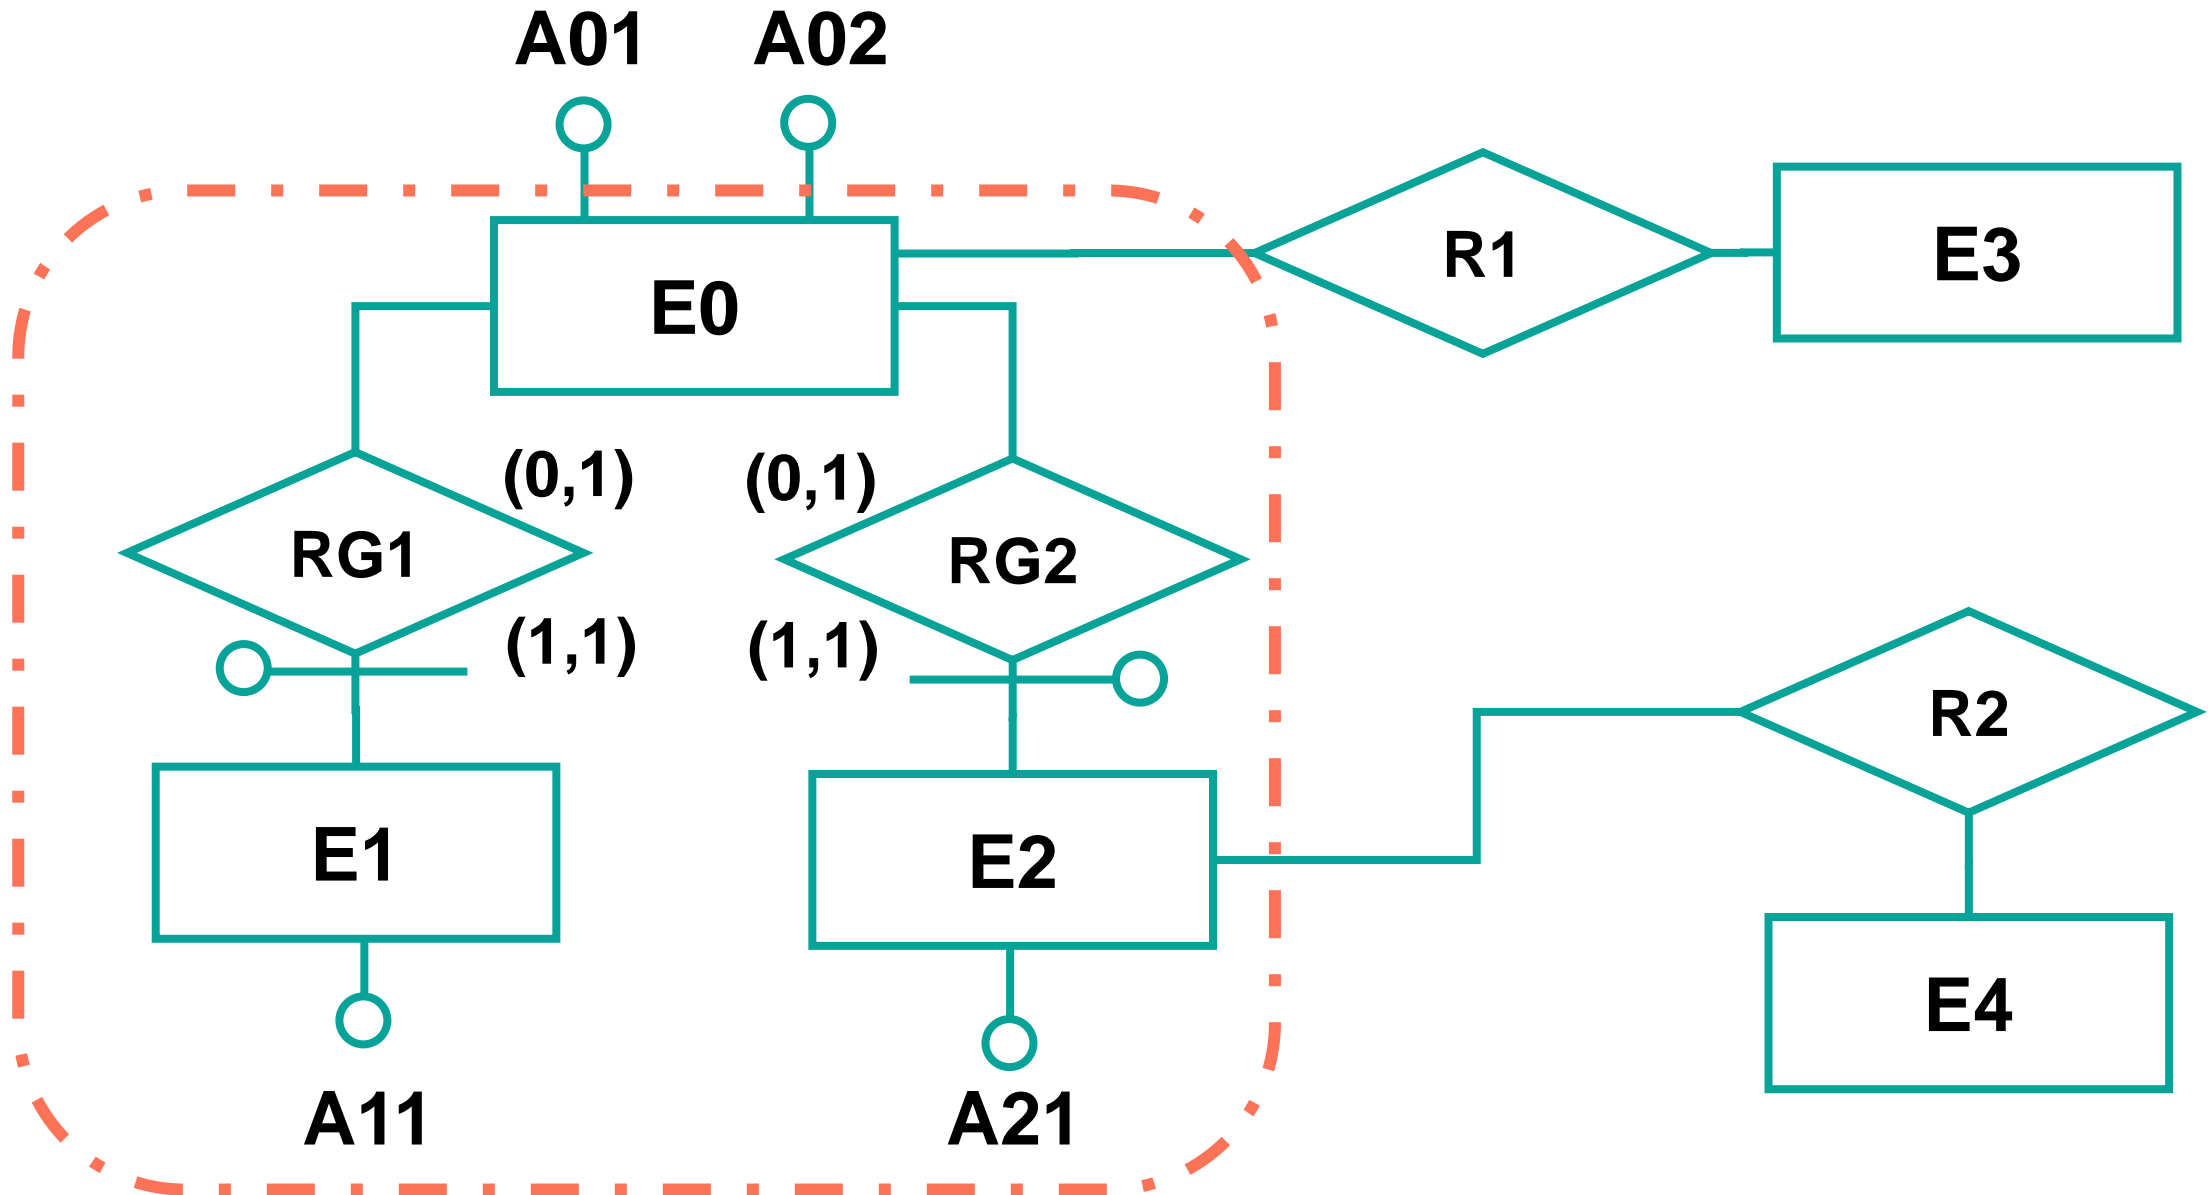 A01 A02
R1
E3
E0
(0,1) (0,1)
RG1
RG2
(1,1) (1,1)
R2
E1
E2
E4
A11
A21